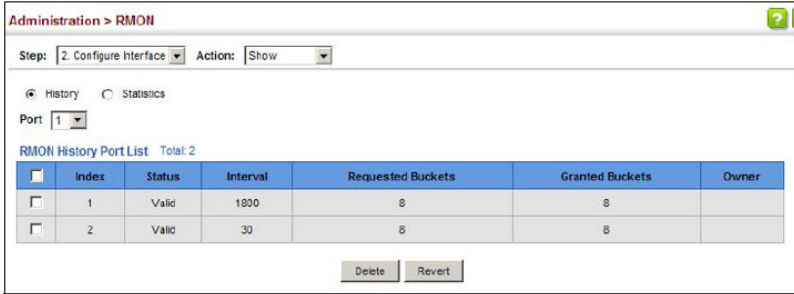 Administration > RMON
?
Step: 2. Configure Interface Action: Show
History Statistics
Port 1
RMON History Port List Total: 2
Index Status Interval Requested Buckets Granted Buckets Owner
1 Valid 1800 8 8
2 Valid 30 8 8
Delete Revert